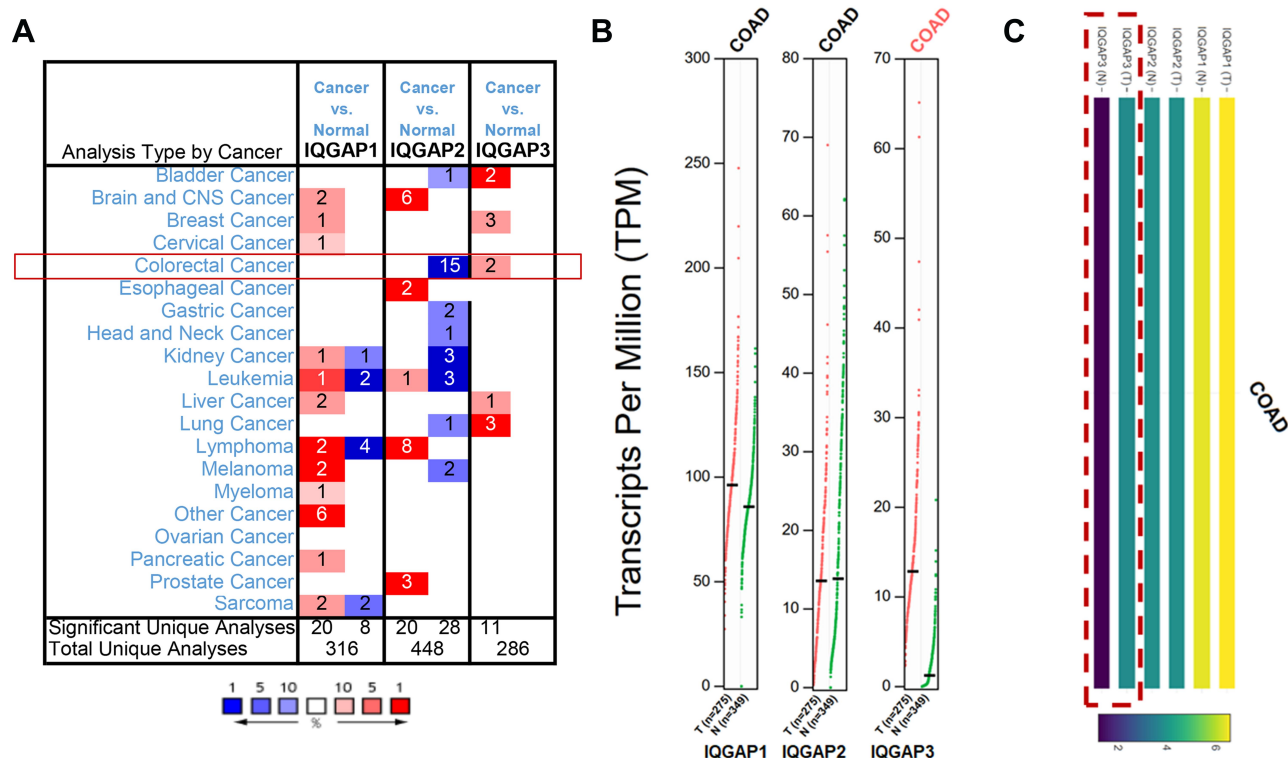 A
Cancer vs. Normal IQGAP1
Cancer vs. Normal IQGAP2
Cancer vs. Normal IQGAP3
Analysis Type by Cancer
Bladder Cancer 1 2
Brain and CNS Cancer 2 6
Breast Cancer 1 3
Cervical Cancer 1
Colorectal Cancer 15 2
Esophageal Cancer 2
Gastric Cancer 2
Head and Neck Cancer 1
Kidney Cancer 1 1 3
Leukemia 1 2 1 3
Liver Cancer 2 1
Lung Cancer 1 3
Lymphoma 2 4 8
Melanoma 2 2
Myeloma 1
Other Cancer 6
Ovarian Cancer
Pancreatic Cancer 1
Prostate Cancer 3
Sarcoma 2 2
Significant Unique Analyses 20 8 20 28 11
Total Unique Analyses 316 448 286
1 5 10 10 5 1
%
B
Transcripts Per Million (TPM)
COAD
300
250
200
150
100
50
0
T (n=275)
N (n=349)
IQGAP1
COAD
80
70
60
50
40
30
20
10
0
T (n=275)
N (n=349)
IQGAP2
COAD
70
60
50
40
30
20
10
0
T (n=275)
N (n=349)
IQGAP3
C
IQGAP3 (N)
IQGAP3 (T)
IQGAP2 (N)
IQGAP2 (T)
IQGAP1 (N)
IQGAP1 (T)
COAD
2 4 6